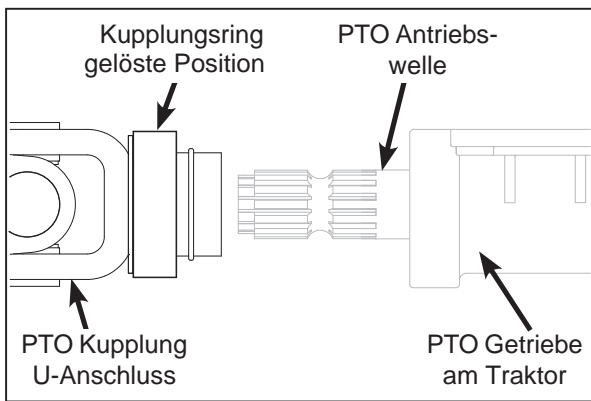 Kupplungsring
gelöste Position
PTO Antriebs-
welle
PTO Kupplung
U-Anschluss
PTO Getriebe
am Traktor